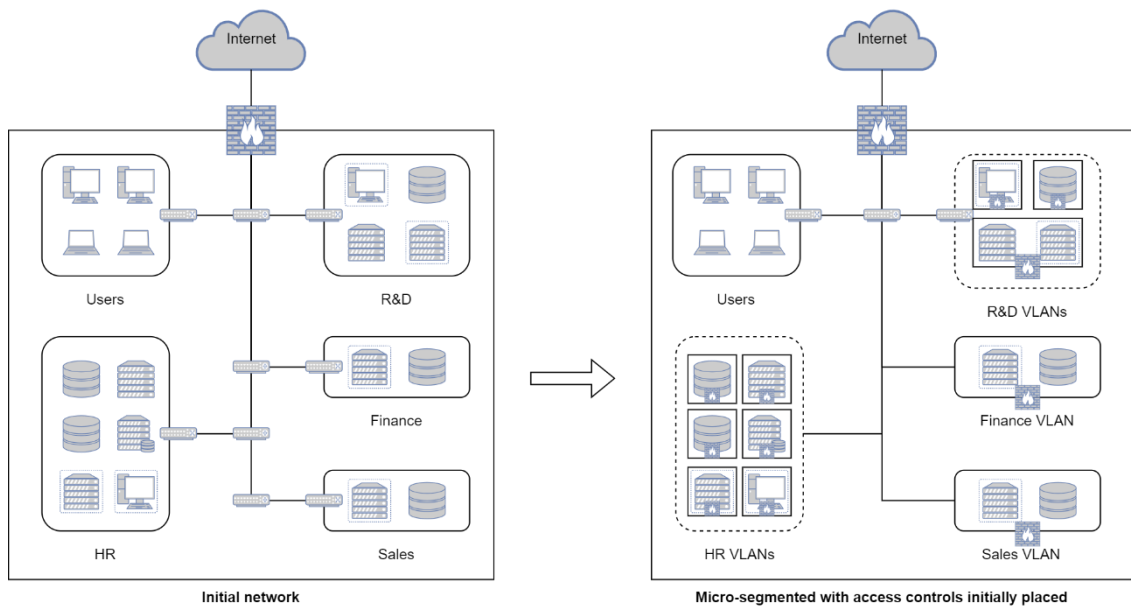 Internet
Users
R&D
Finance
HR
Sales
Initial network
Internet
Users
R&D VLANs
Finance VLAN
HR VLANs
Sales VLAN
Micro-segmented with access controls initially placed